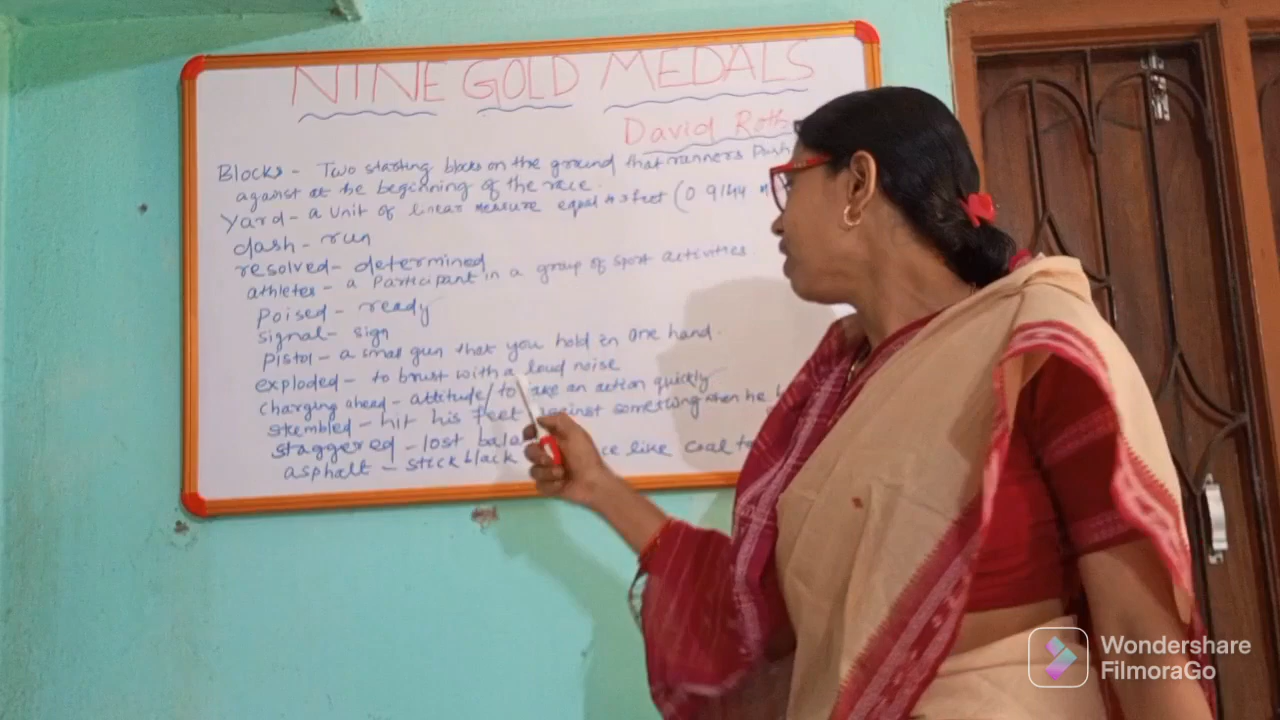 NINE GOLD MEDALS
David Roth
Blocks - Two starting blocks on the ground that runners Push
against at the beginning of the race.
Yard - a unit of linear measure equal to 3 feet (0 9144 m
dash - run
resolved - determined
athletes - a Participant in a group of sport activities.
Poised - ready
signal - sign
Pistol - a small gun that you hold in one hand.
exploded - to brust with a loud noise
charging ahead - attitude/ to take an action quickly
stembled - hit his feet against something when he
staggered - lost
asphalt - stick black like coal
Wondershare
FilmoraGo